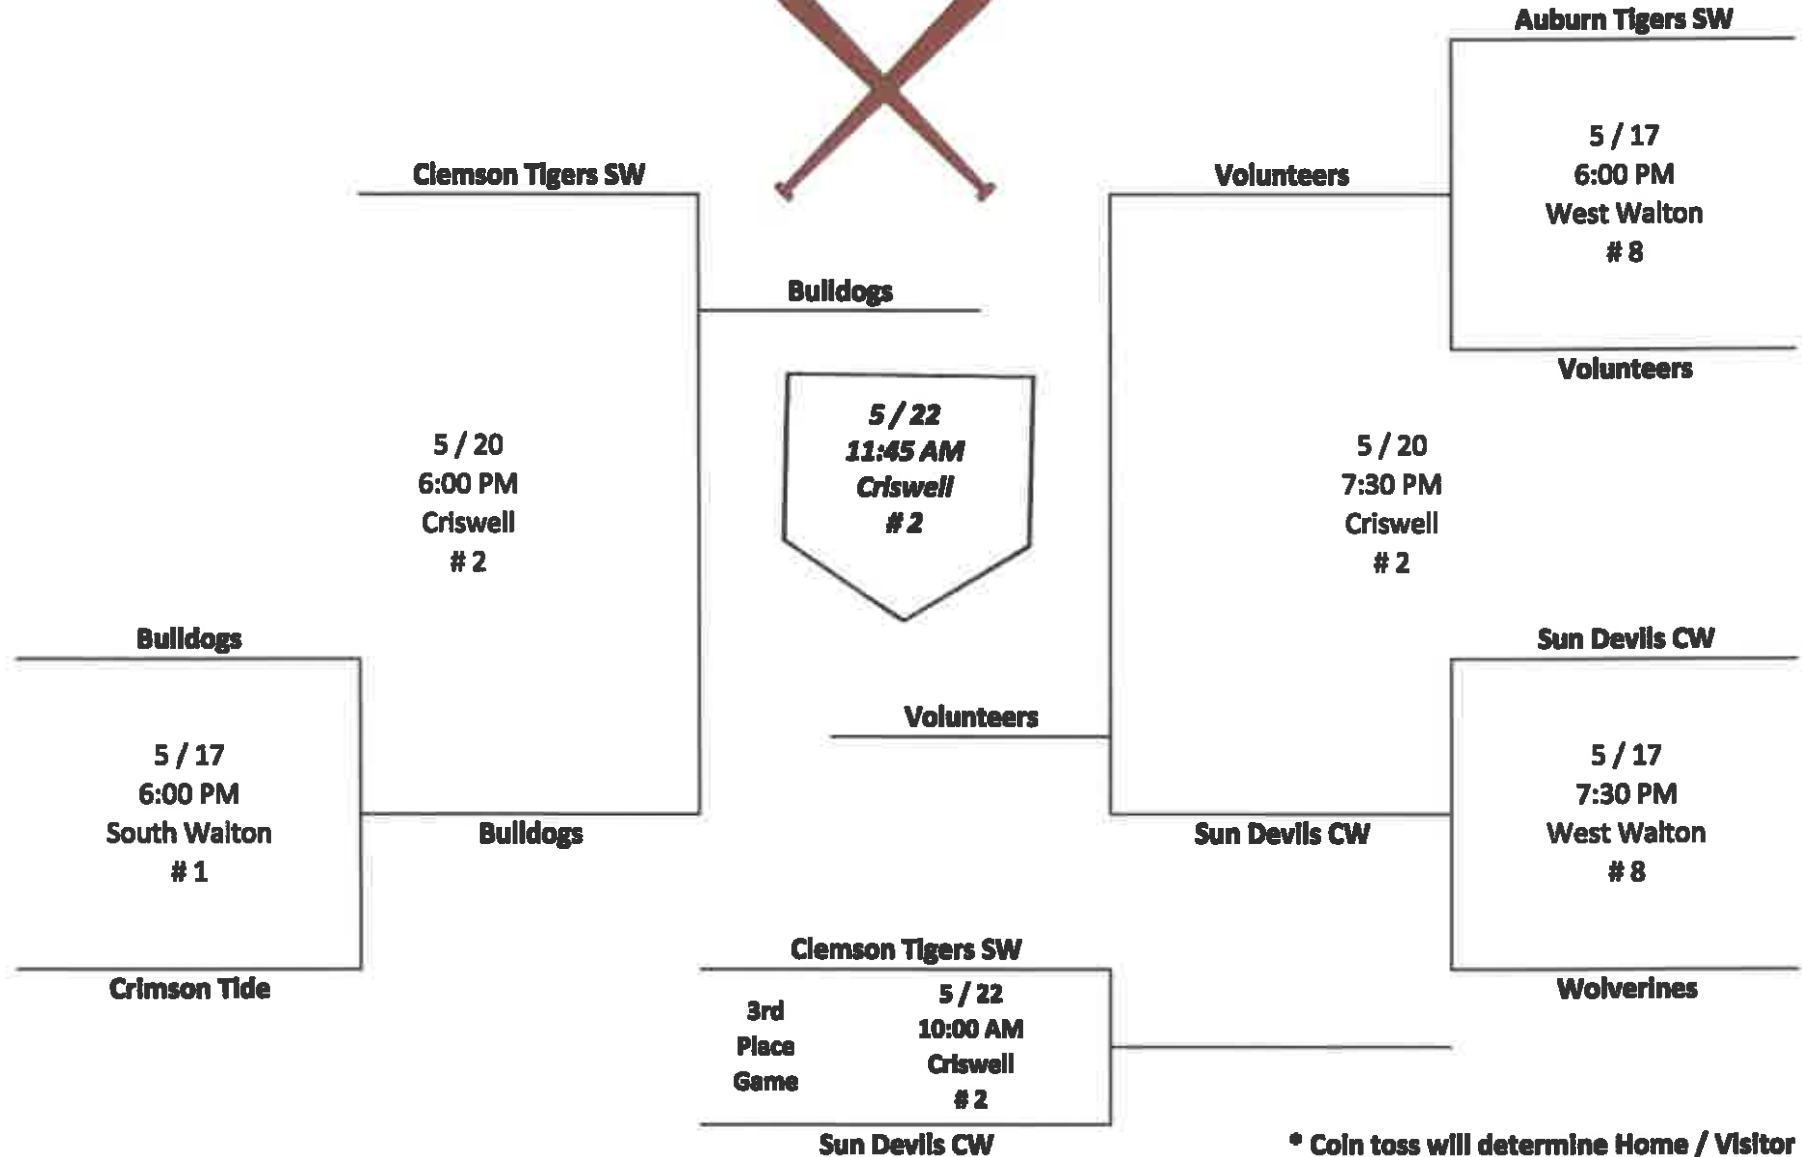 Auburn Tigers SW
5 / 17
6:00 PM
West Walton
# 8
Volunteers
Clemson Tigers SW
Volunteers
Bulldogs
5 / 20
6:00 PM
Criswell
# 2
5 / 22
11:45 AM
Criswell
# 2
5 / 20
7:30 PM
Criswell
# 2
Bulldogs
5 / 17
6:00 PM
South Walton
# 1
Crimson Tide
Bulldogs
Volunteers
Sun Devils CW
Sun Devils CW
5 / 17
7:30 PM
West Walton
# 8
Wolverines
Clemson Tigers SW
3rd
Place
Game
5 / 22
10:00 AM
Criswell
# 2
Sun Devils CW
* Coin toss will determine Home / Visitor